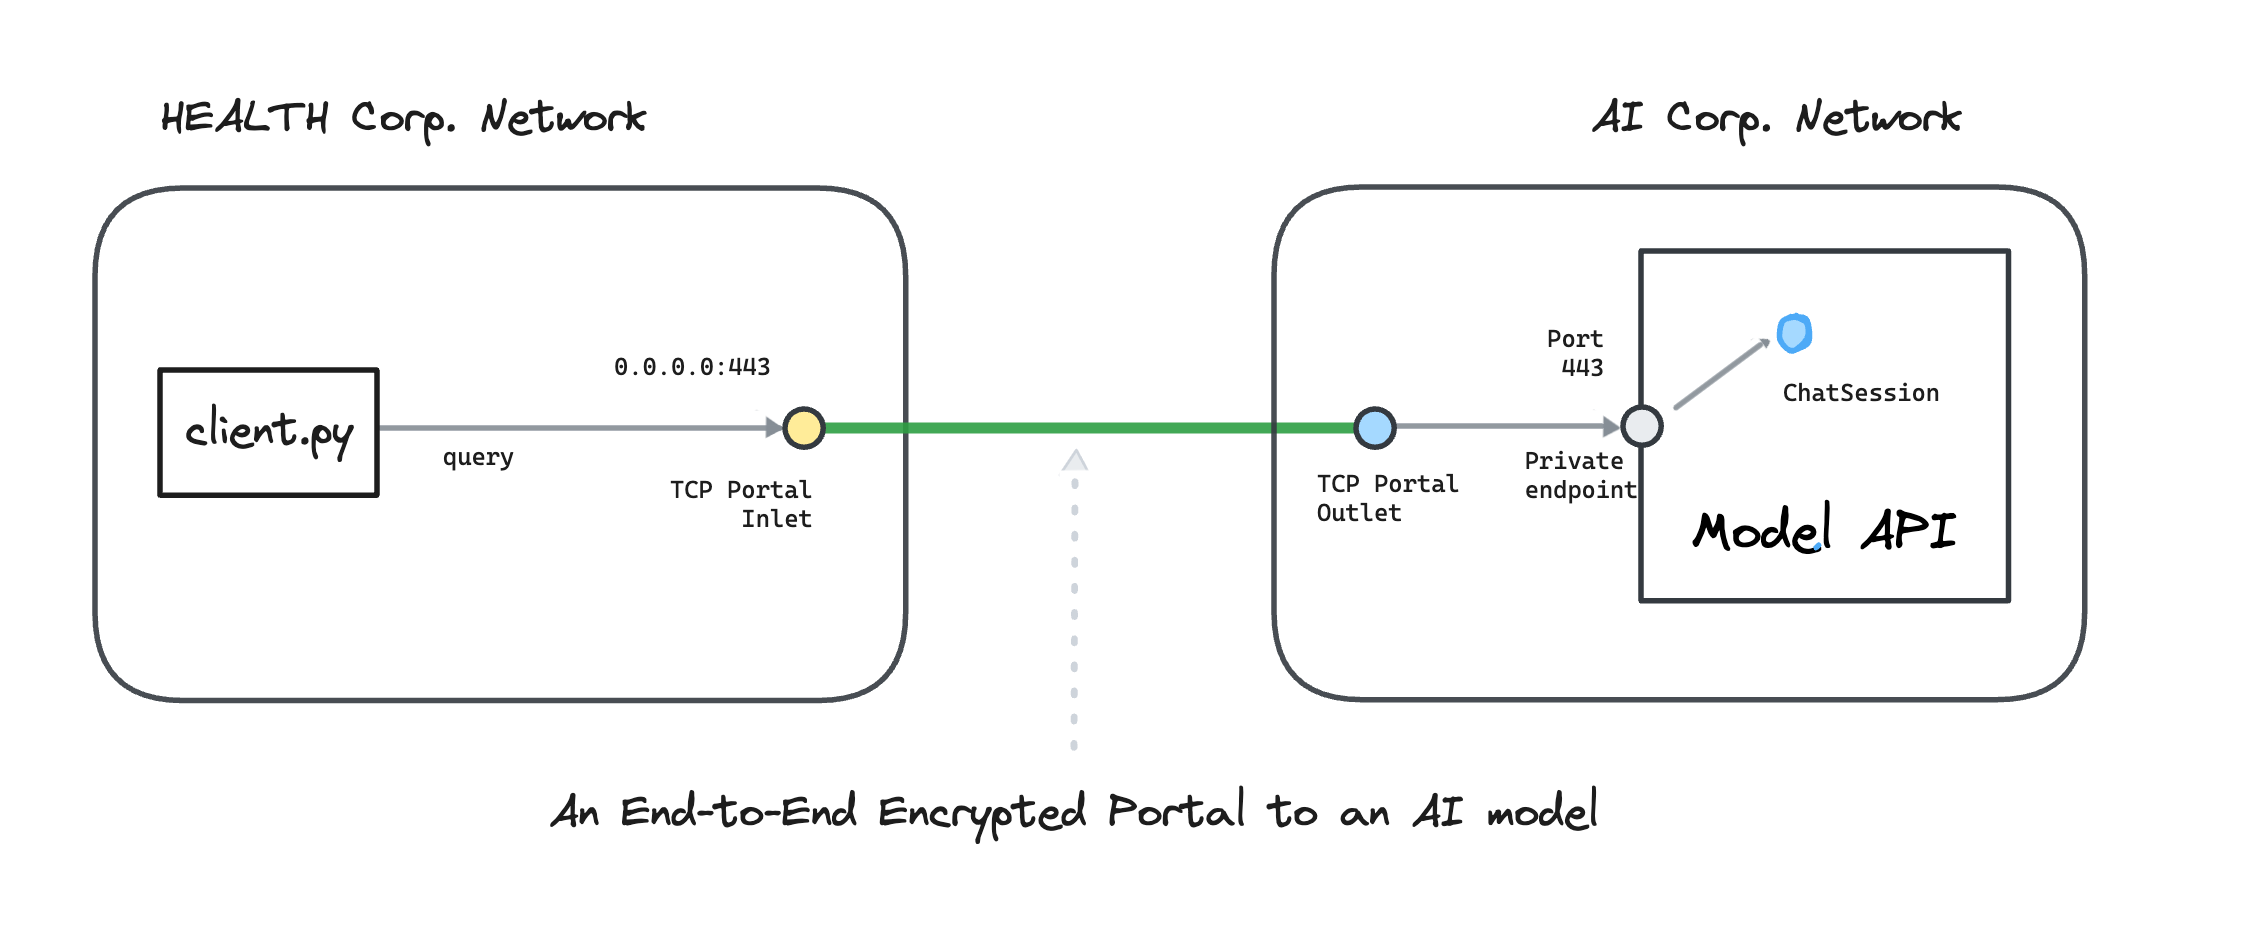 HEALTH Corp. Network
AI Corp. Network
0.0.0.0:443
client.py
query
TCP Portal
Inlet
TCP Portal
Outlet
Port
443
Private
endpoint
ChatSession
Model API
An End-to-End Encrypted Portal to an AI model